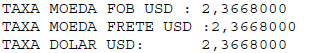 TAXA MOEDA FOB USD : 2,3668000
TAXA MOEDA FRETE USD :2,3668000
TAXA DOLAR USD:       2,3668000